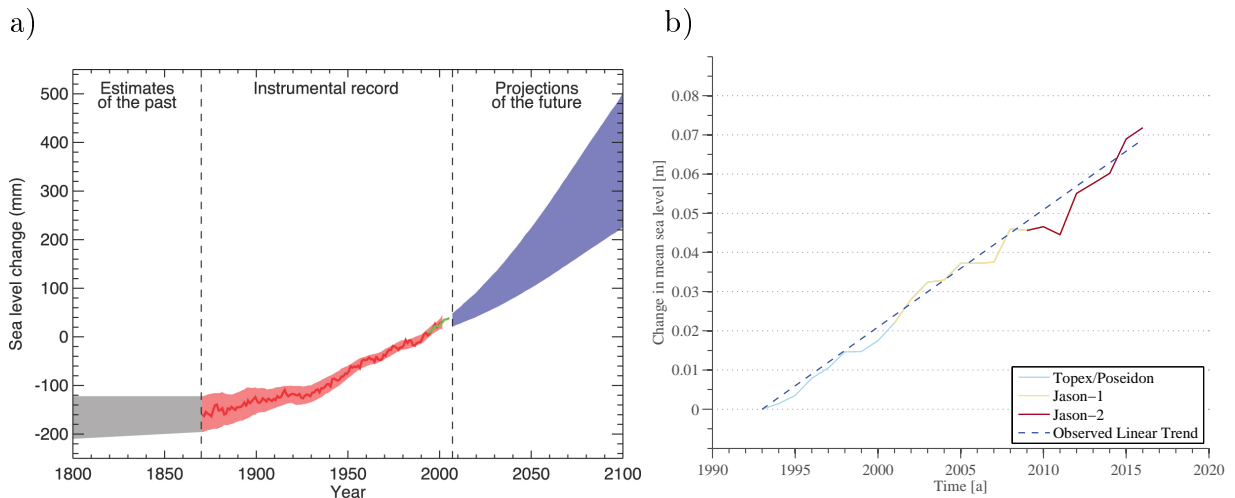 a)
Estimates
of the past
Instrumental record
Projections
of the future
500
400
300
200
100
0
-100
-200
Sea level change (mm)
1800
1850
1900
1950
2000
2050
2100
Year
b)
0.08
0.07
0.06
0.05
0.04
0.03
0.02
0.01
0
Change in mean sea level [m]
1990
1995
2000
2005
2010
2015
2020
Time [a]
Topex/Poseidon
Jason−1
Jason−2
Observed Linear Trend